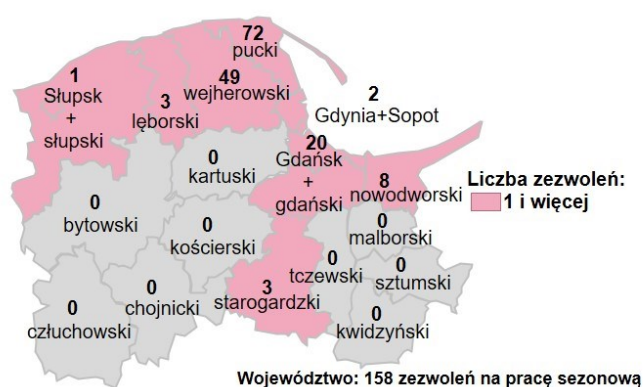 72
pucki
1
Słupsk
+
słupski
3
lęborski
49
wejherowski
2
Gdynia+Sopot
0
kartuski
20
Gdańsk
+
gdański
8
nowodworski
Liczba zezwoleń:
1 i więcej
0
bytowski
0
kościerski
0
malborski
0
tczewski
0
sztumski
0
człuchowski
0
chojnicki
3
starogardzki
0
kwidzyński
Województwo: 158 zezwoleń na pracę sezonową